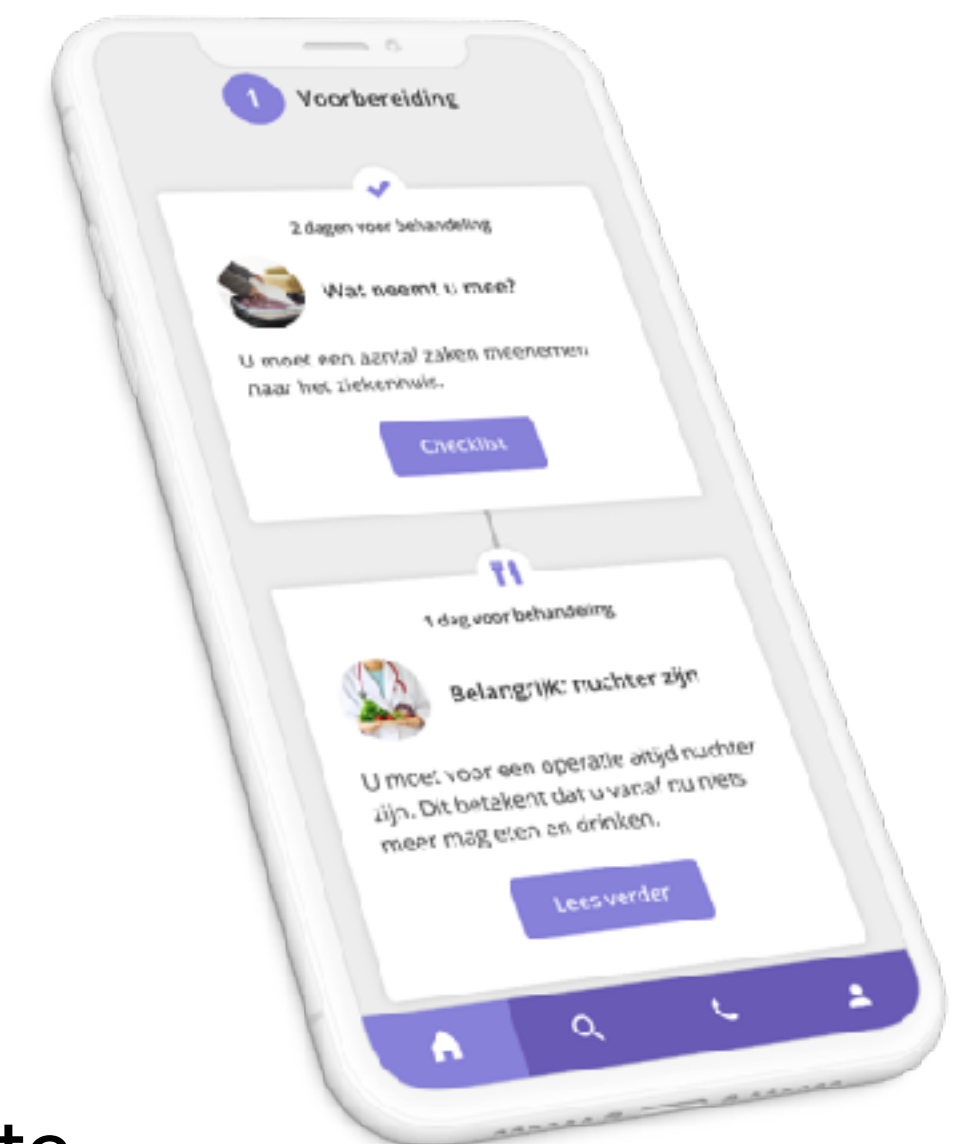 1 Voorbereiding
2 dagen voor behandeling
Wat neemt u mee?
U moet een aantal zaken meenemen
naar het ziekenhuis.
Checklist
1 dag voor behandeling
Belangrijk: nuchter zijn
U moet voor een operatie altijd nuchter
zijn. Dit betekent dat u vanaf nu niets
meer mag eten en drinken.
Lees verder